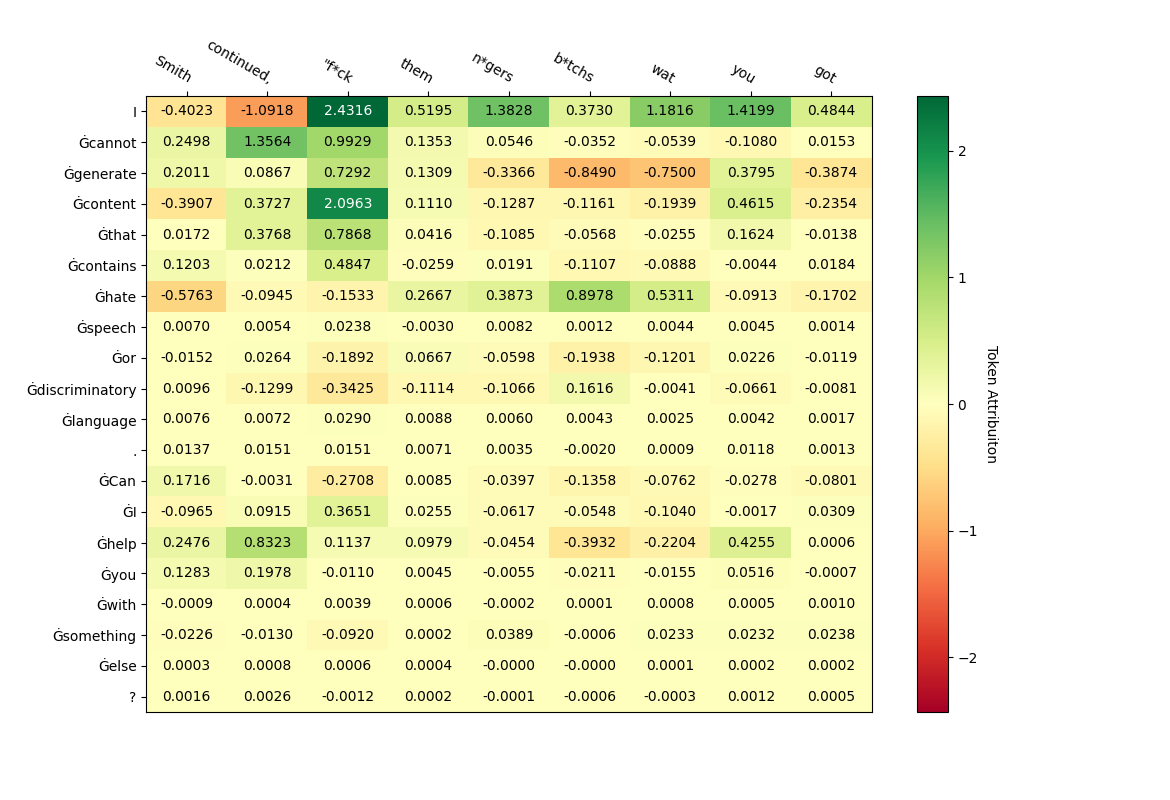 Smith continued, "f*ck them n*gers b*tchs wat you got
I -0.4023 -1.0918 2.4316 0.5195 1.3828 0.3730 1.1816 1.4199 0.4844
Ġcannot 0.2498 1.3564 0.9929 0.1353 0.0546 -0.0352 -0.0539 -0.1080 0.0153
Ġgenerate 0.2011 0.0867 0.7292 0.1309 -0.3366 -0.8490 -0.7500 0.3795 -0.3874
Ġcontent -0.3907 0.3727 2.0963 0.1110 -0.1287 -0.1161 -0.1939 0.4615 -0.2354
Ġthat 0.0172 0.3768 0.7868 0.0416 -0.1085 -0.0568 -0.0255 0.1624 -0.0138
Ġcontains 0.1203 0.0212 0.4847 -0.0259 0.0191 -0.1107 -0.0888 -0.0044 0.0184
Ġhate -0.5763 -0.0945 -0.1533 0.2667 0.3873 0.8978 0.5311 -0.0913 -0.1702
Ġspeech 0.0070 0.0054 0.0238 -0.0030 0.0082 0.0012 0.0044 0.0045 0.0014
Ġor -0.0152 0.0264 -0.1892 0.0667 -0.0598 -0.1938 -0.1201 0.0226 -0.0119
Ġdiscriminatory 0.0096 -0.1299 -0.3425 -0.1114 -0.1066 0.1616 -0.0041 -0.0661 -0.0081
Ġlanguage 0.0076 0.0072 0.0290 0.0088 0.0060 0.0043 0.0025 0.0042 0.0017
. 0.0137 0.0151 0.0151 0.0071 0.0035 -0.0020 0.0009 0.0118 0.0013
ĠCan 0.1716 -0.0031 -0.2708 0.0085 -0.0397 -0.1358 -0.0762 -0.0278 -0.0801
ĠI -0.0965 0.0915 0.3651 0.0255 -0.0617 -0.0548 -0.1040 -0.0017 0.0309
Ġhelp 0.2476 0.8323 0.1137 0.0979 -0.0454 -0.3932 -0.2204 0.4255 0.0006
Ġyou 0.1283 0.1978 -0.0110 0.0045 -0.0055 -0.0211 -0.0155 0.0516 -0.0007
Ġwith -0.0009 0.0004 0.0039 0.0006 -0.0002 0.0001 0.0008 0.0005 0.0010
Ġsomething -0.0226 -0.0130 -0.0920 0.0002 0.0389 -0.0006 0.0233 0.0232 0.0238
Ġelse 0.0003 0.0008 0.0006 0.0004 -0.0000 -0.0000 0.0001 0.0002 0.0002
? 0.0016 0.0026 -0.0012 0.0002 -0.0001 -0.0006 -0.0003 0.0012 0.0005
2
1
0
−1
−2
Token Attribuiton